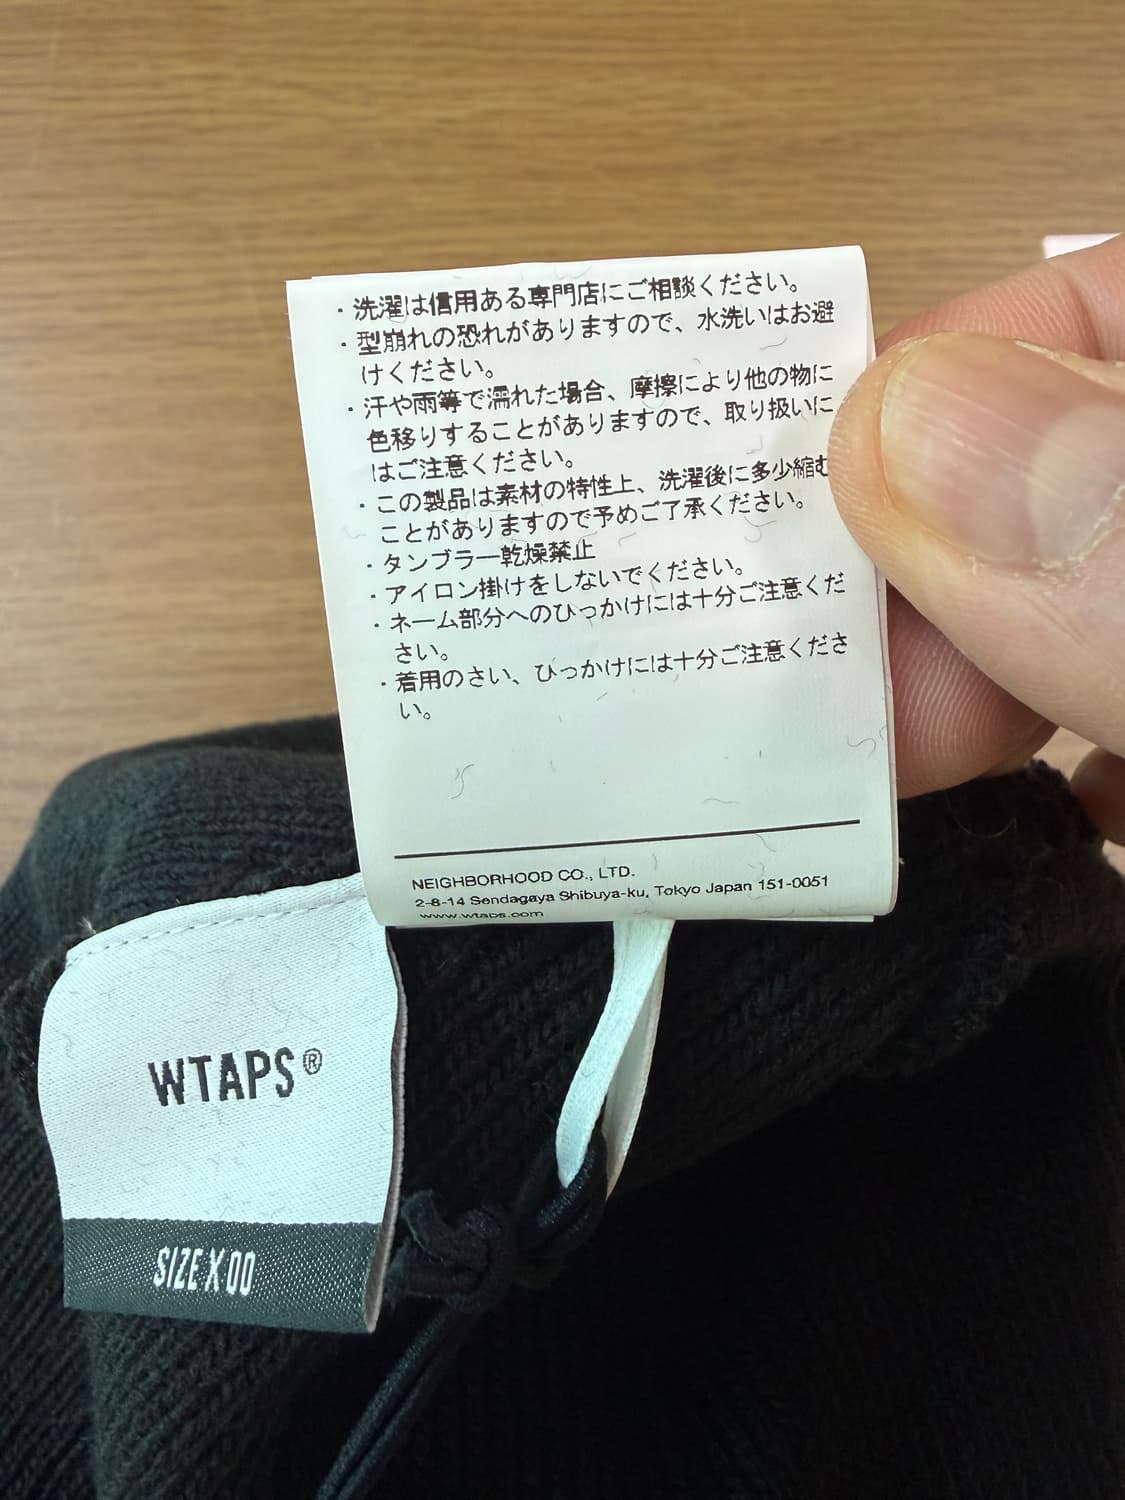 ・洗濯は信用ある専門店にご相談ください。
・型崩れの恐れがありますので、水洗いはお避
けください。
・汗や雨等で濡れた場合、摩擦により他の物に
色移りすることがありますので、取り扱いに
はご注意ください。
・この製品は素材の特性上、洗濯後に多少縮む
ことがありますので予めご了承ください。
・タンブラー乾燥禁止
・アイロン掛けをしないでください。
・ネーム部分へのひっかけには十分ご注意くだ
さい。
・着用のさい、ひっかけには十分ご注意くださ
い。
NEIGHBORHOOD CO., LTD.
2-8-14 Sendagaya Shibuya-ku, Tokyo Japan 151-0051
www.wtaps.com
WTAPS®
SIZE X 00